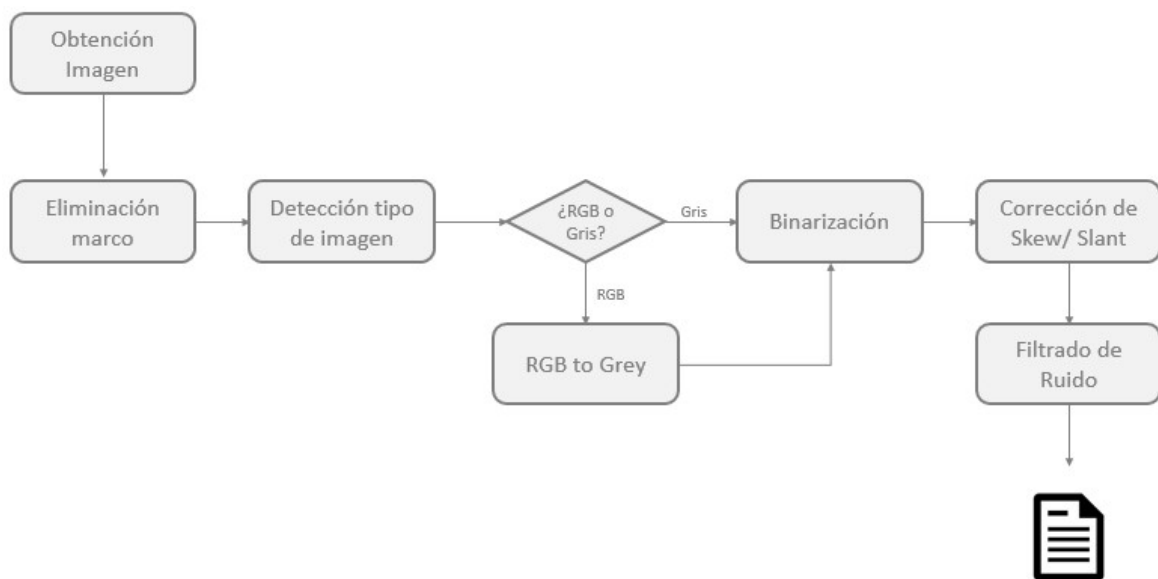 Obtención
Imagen
Eliminación
marco
Detección tipo
de imagen
¿RGB o
Gris?
Gris
Binarización
Corrección de
Skew/ Slant
RGB
RGB to Grey
Filtrado de
Ruido